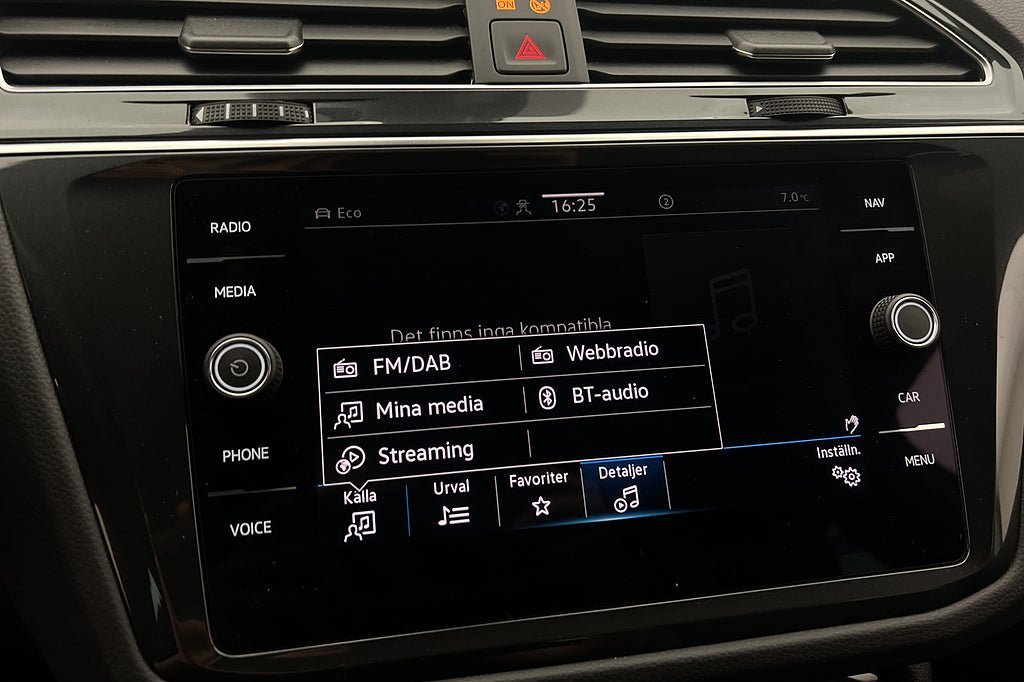 ON
RADIO
MEDIA
PHONE
VOICE
Eco
16:25
2
7.0°C
Det finns inga kompatibla
FM/DAB
Webbradio
Mina media
BT-audio
Streaming
Källa
Urval
Favoriter
Detaljer
Inställn.
NAV
APP
CAR
MENU